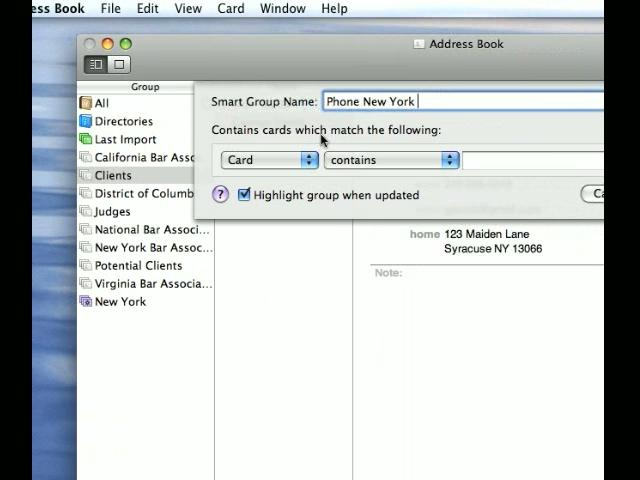 ess Book File Edit View Card Window Help
Address Book
Group
All
Directories
Last Import
California Bar Asso
Clients
District of Columb
Judges
National Bar Associ...
New York Bar Assoc...
Potential Clients
Virginia Bar Associa...
New York
Smart Group Name: Phone New York
Contains cards which match the following:
Card contains
? Highlight group when updated Ca
home 123 Maiden Lane
Syracuse NY 13066
Note: